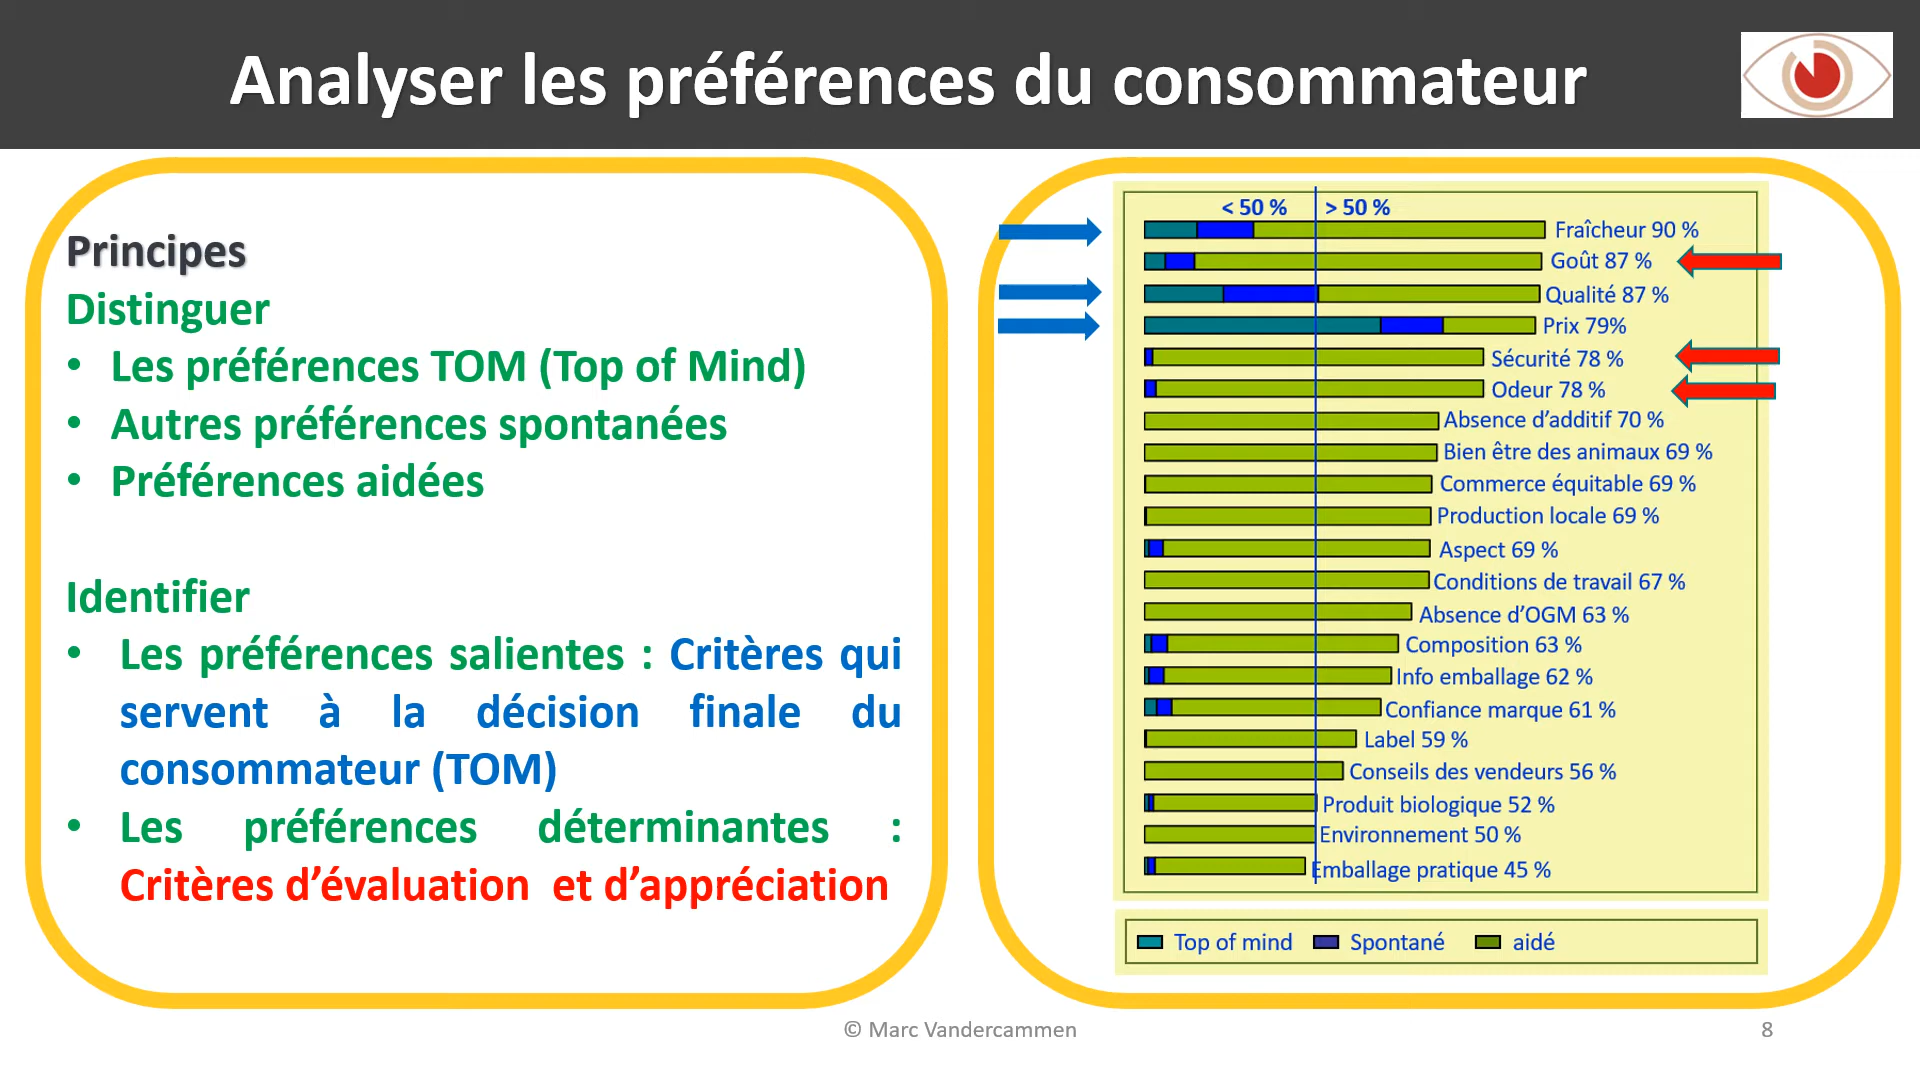 Analyser les préférences du consommateur
Principes
Distinguer
• Les préférences TOM (Top of Mind)
• Autres préférences spontanées
• Préférences aidées
Identifier
• Les préférences salientes : Critères qui
servent à la décision finale du
consommateur (TOM)
• Les préférences déterminantes :
Critères d’évaluation et d’appréciation
< 50 % > 50 %
Fraîcheur 90 %
Goût 87 %
Qualité 87 %
Prix 79%
Sécurité 78 %
Odeur 78 %
Absence d’additif 70 %
Bien être des animaux 69 %
Commerce équitable 69 %
Production locale 69 %
Aspect 69 %
Conditions de travail 67 %
Absence d’OGM 63 %
Composition 63 %
Info emballage 62 %
Confiance marque 61 %
Label 59 %
Conseils des vendeurs 56 %
Produit biologique 52 %
Environnement 50 %
Emballage pratique 45 %
Top of mind Spontané aidé
© Marc Vandercammen
8